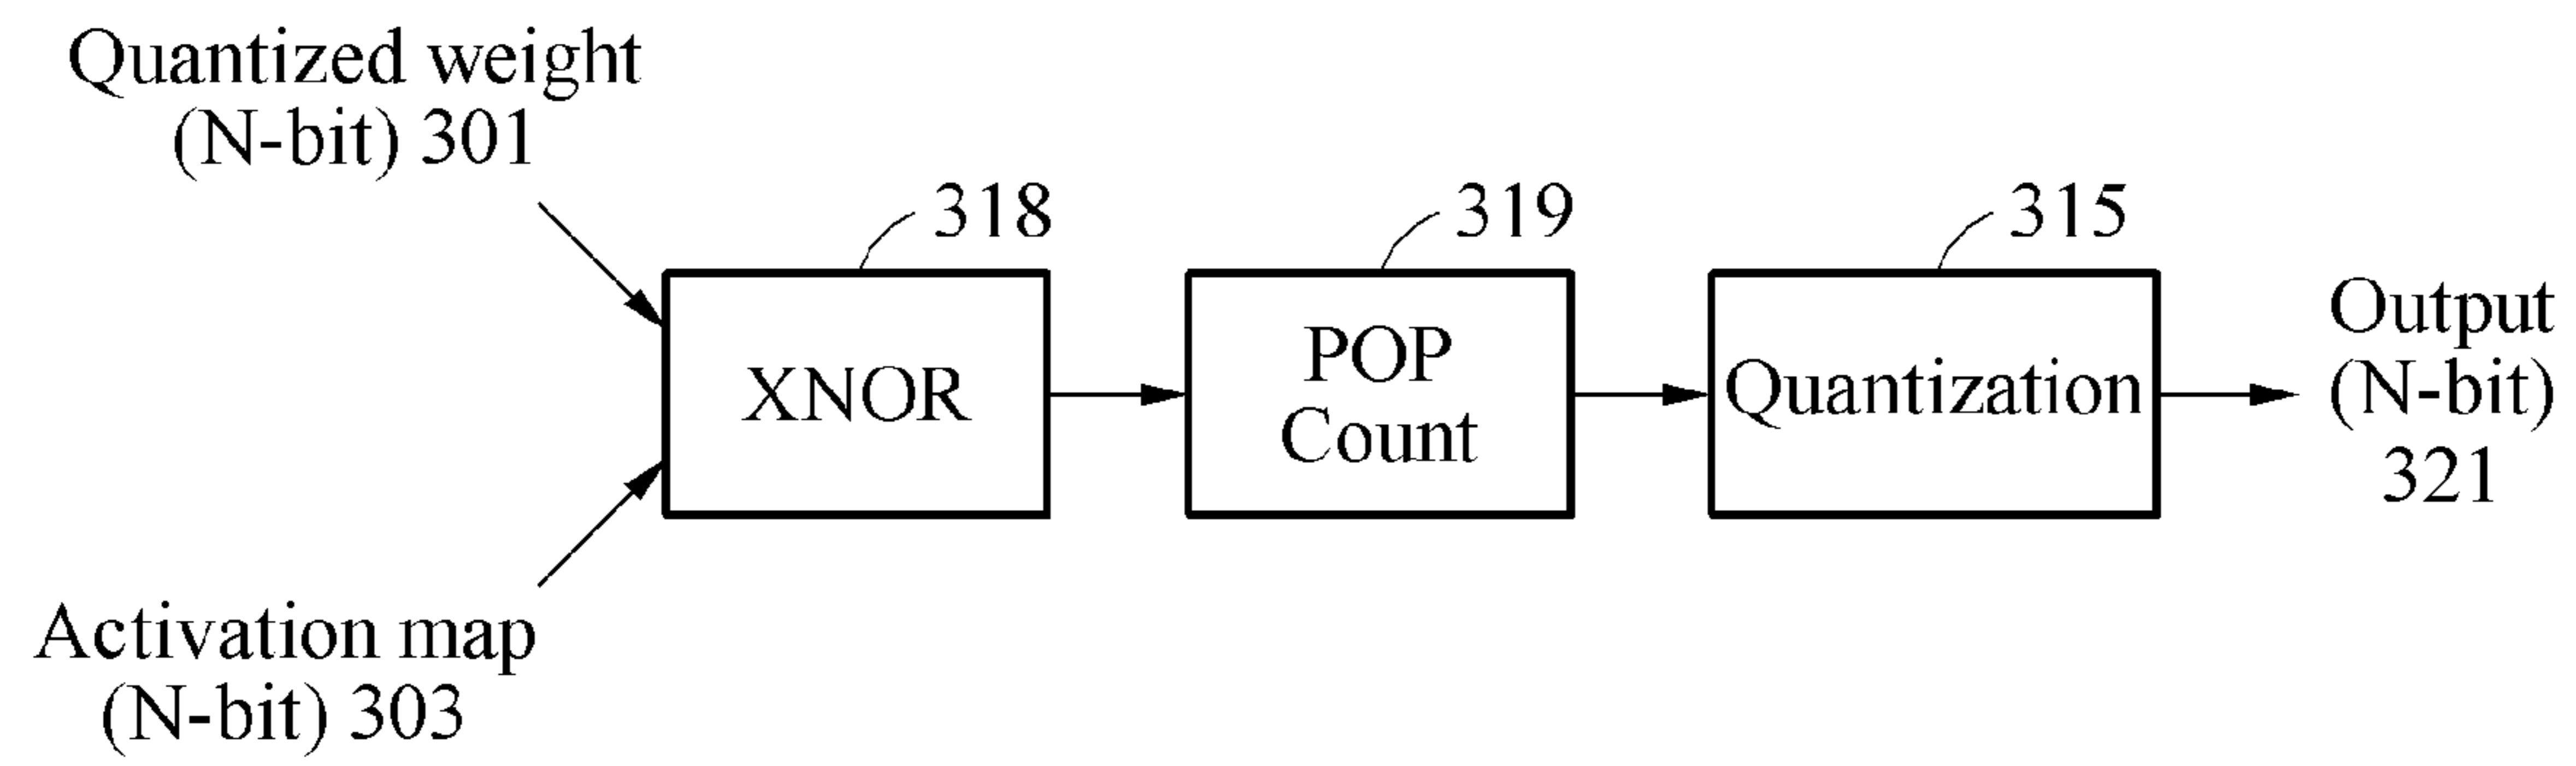 Quantized weight
(N-bit) 301
318
319
315
XNOR
POP
Count
Quantization
Output
(N-bit)
321
Activation map
(N-bit) 303